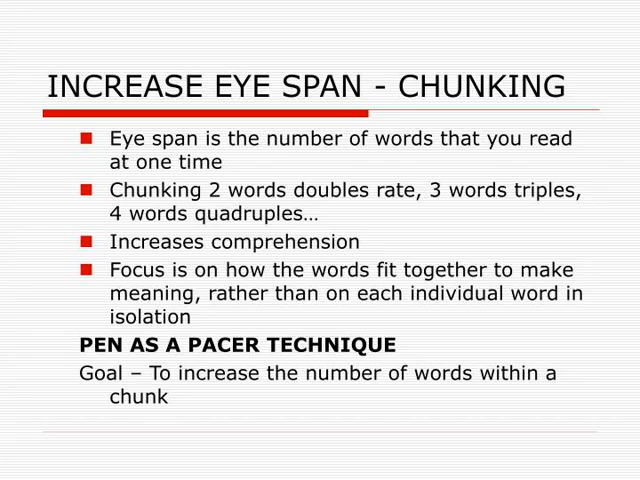 INCREASE EYE SPAN - CHUNKING
Eye span is the number of words that you read
at one time
Chunking 2 words doubles rate, 3 words triples,
4 words quadruples…
Increases comprehension
Focus is on how the words fit together to make
meaning, rather than on each individual word in
isolation
PEN AS A PACER TECHNIQUE
Goal – To increase the number of words within a
chunk